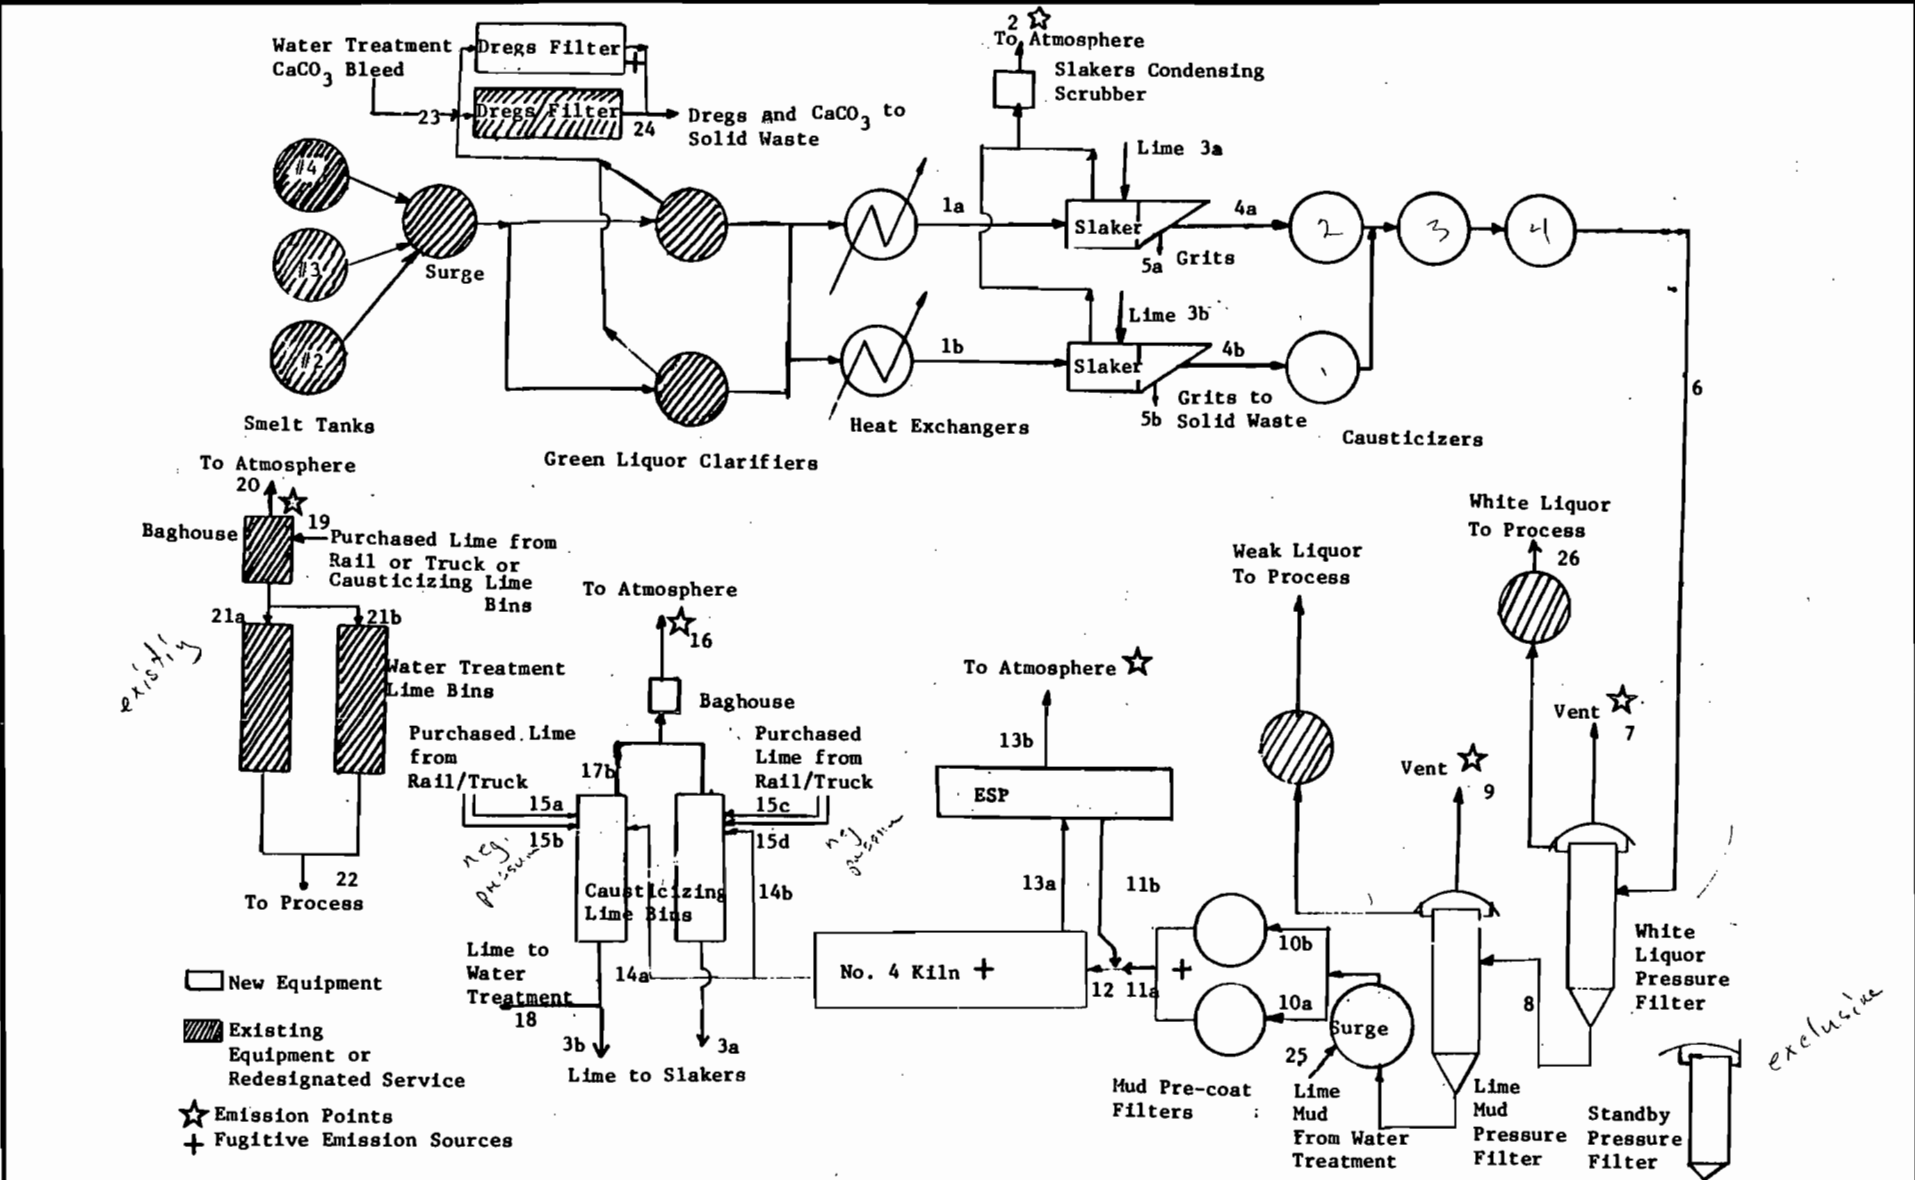 2
To Atmosphere
Slakers Condensing
Scrubber
Water Treatment
CaCO3 Bleed
Dregs Filter
+
23
Dregs Filter
24
Dregs and CaCO3 to
Solid Waste
#4
#3
#2
Surge
Smelt Tanks
Green Liquor Clarifiers
Heat Exchangers
1a
1b
Lime 3a
Slaker
4a
5a
Grits
Lime 3b
Slaker
4b
5b
Grits to
Solid Waste
2
3
4
1
Causticizers
6
To Atmosphere
20
Baghouse
19
Purchased Lime from
Rail or Truck or
Causticizing Lime
Bins
21a
21b
existing
Water Treatment
Lime Bins
22
To Process
To Atmosphere
16
Baghouse
Purchased Lime
from
Rail/Truck
17b
Purchased
Lime from
Rail/Truck
15a
15b
15c
15d
neg.
pressure
neg
pressure
Causticizing
Lime Bins
14b
14a
Lime to
Water
Treatment
18
3b
3a
Lime to Slakers
To Atmosphere
13b
ESP
13a
11b
No. 4 Kiln +
12
11a
+
10b
10a
Mud Pre-coat
Filters
Surge
25
Lime
Mud
From Water
Treatment
Weak Liquor
To Process
White Liquor
To Process
26
Vent
7
Vent
9
8
White
Liquor
Pressure
Filter
Lime
Mud
Pressure
Filter
Standby
Pressure
Filter
exclusive
New Equipment
Existing
Equipment or
Redesignated Service
Emission Points
+ Fugitive Emission Sources